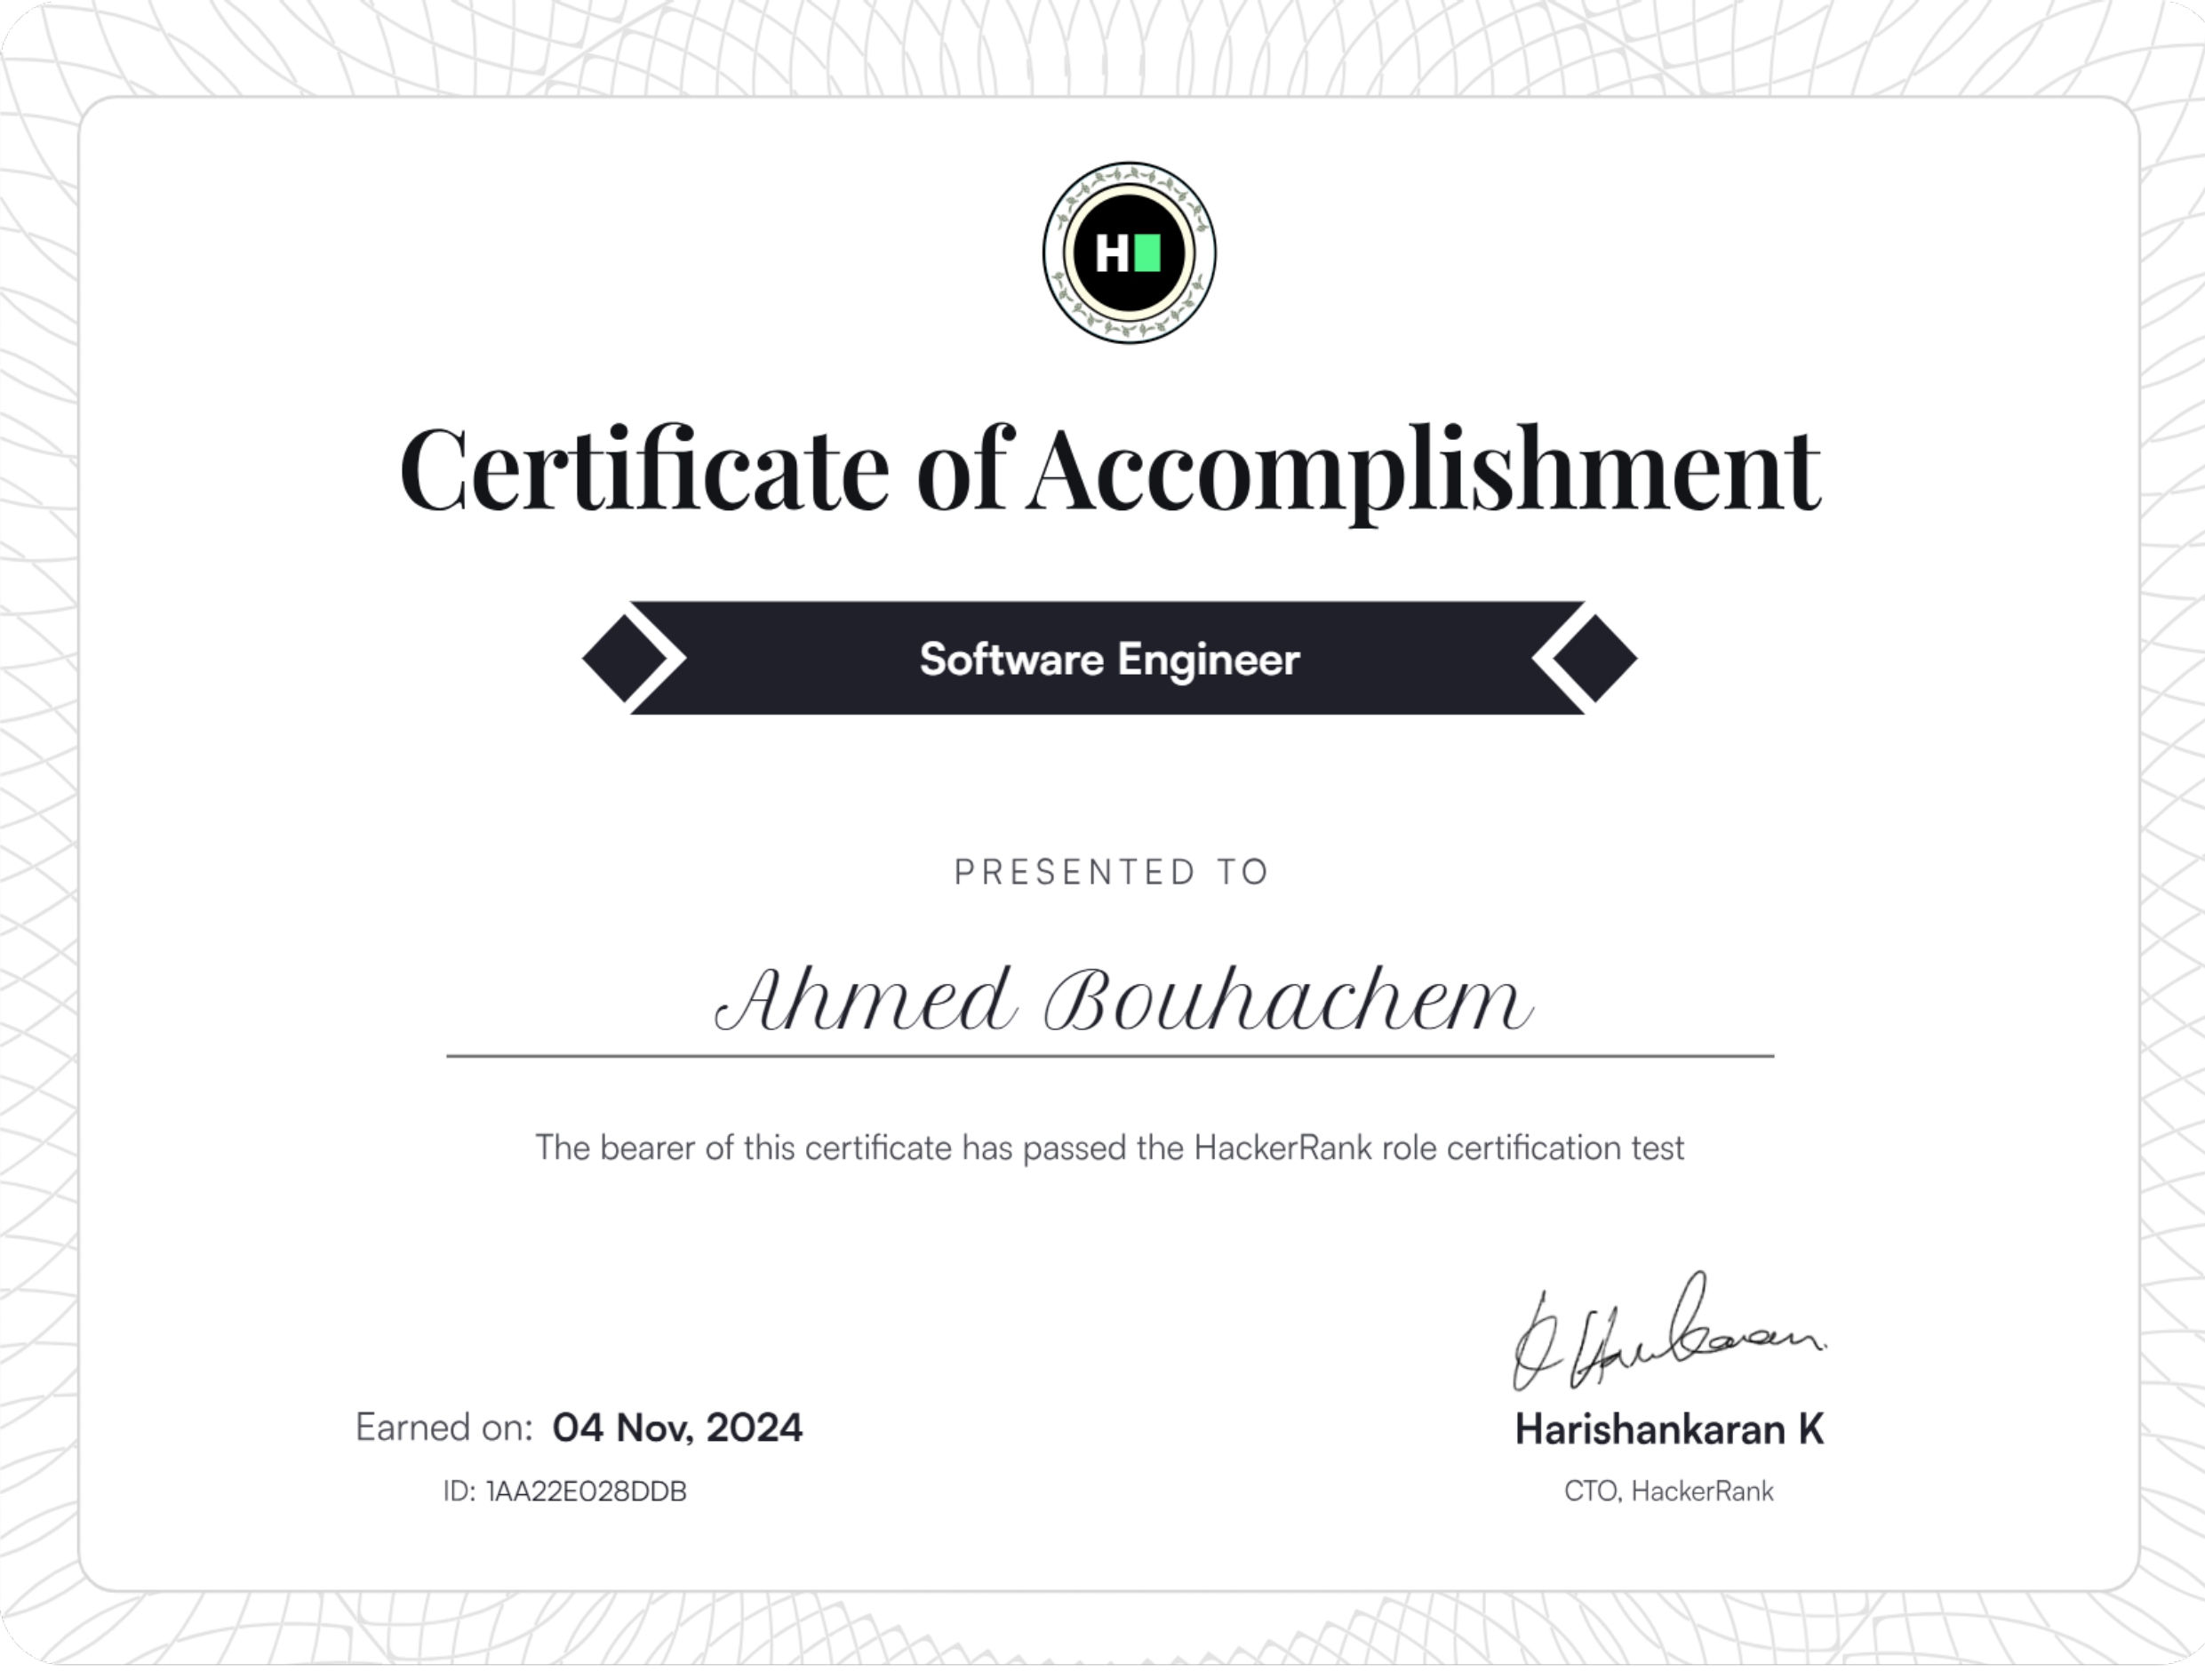 H
Certificate of Accomplishment
Software Engineer
PRESENTED TO
Ahmed Bouhachem
The bearer of this certificate has passed the HackerRank role certification test
Earned on: 04 Nov, 2024
ID: 1AA22E028DDB
Harishankaran K
CTO, HackerRank